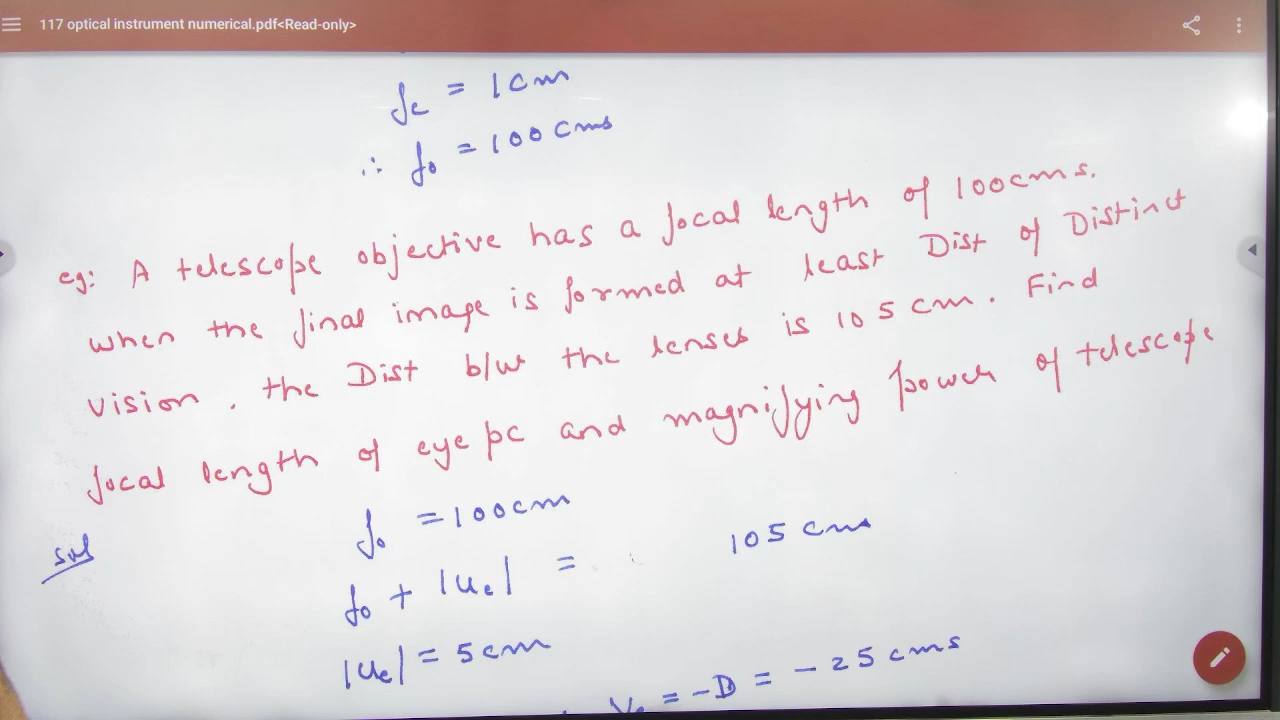 117 optical instrument numerical.pdf<Read-only>
fe = 1cm
∴ fo = 100 cms
eg: A telescope objective has a focal length of 100cms.
when the final image is formed at least Dist of Distinct
vision, the Dist b/w the lenses is 105 cm. Find
focal length of eye pc and magnifying power of telescope
sol
fo = 100cm
fo + |ue| = 105 cms
|ue| = 5cm
= -D = - 25 cms